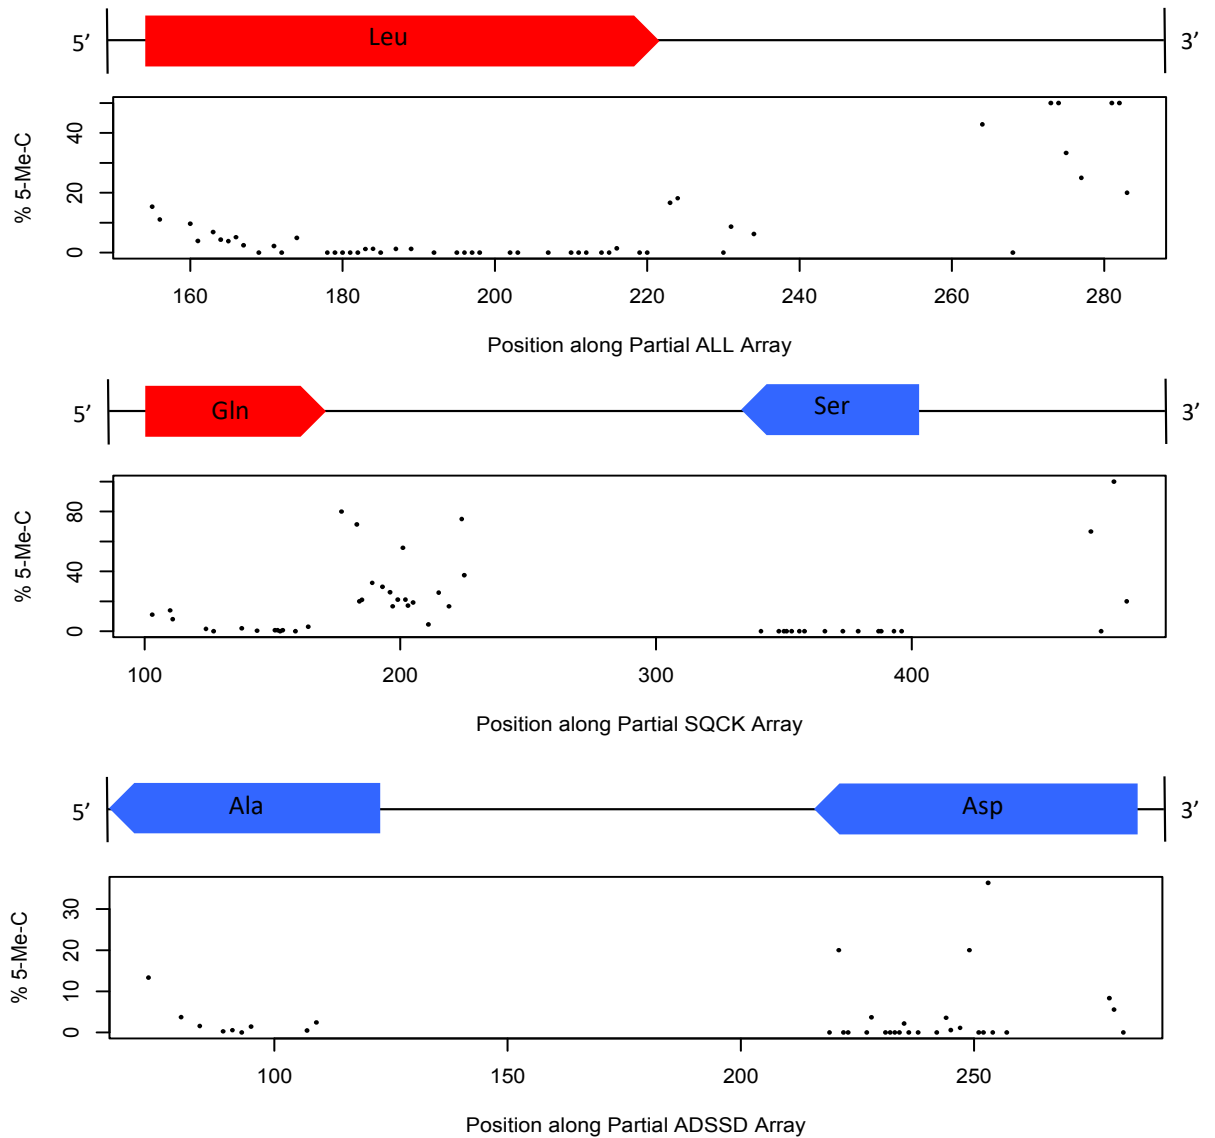 5’ Leu 3’
% 5-Me-C
40
20
0
160 180 200 220 240 260 280
Position along Partial ALL Array
5’ Gln Ser 3’
% 5-Me-C
80
40
0
100 200 300 400
Position along Partial SQCK Array
5’ Ala Asp 3’
% 5-Me-C
30
20
10
0
100 150 200 250
Position along Partial ADSSD Array